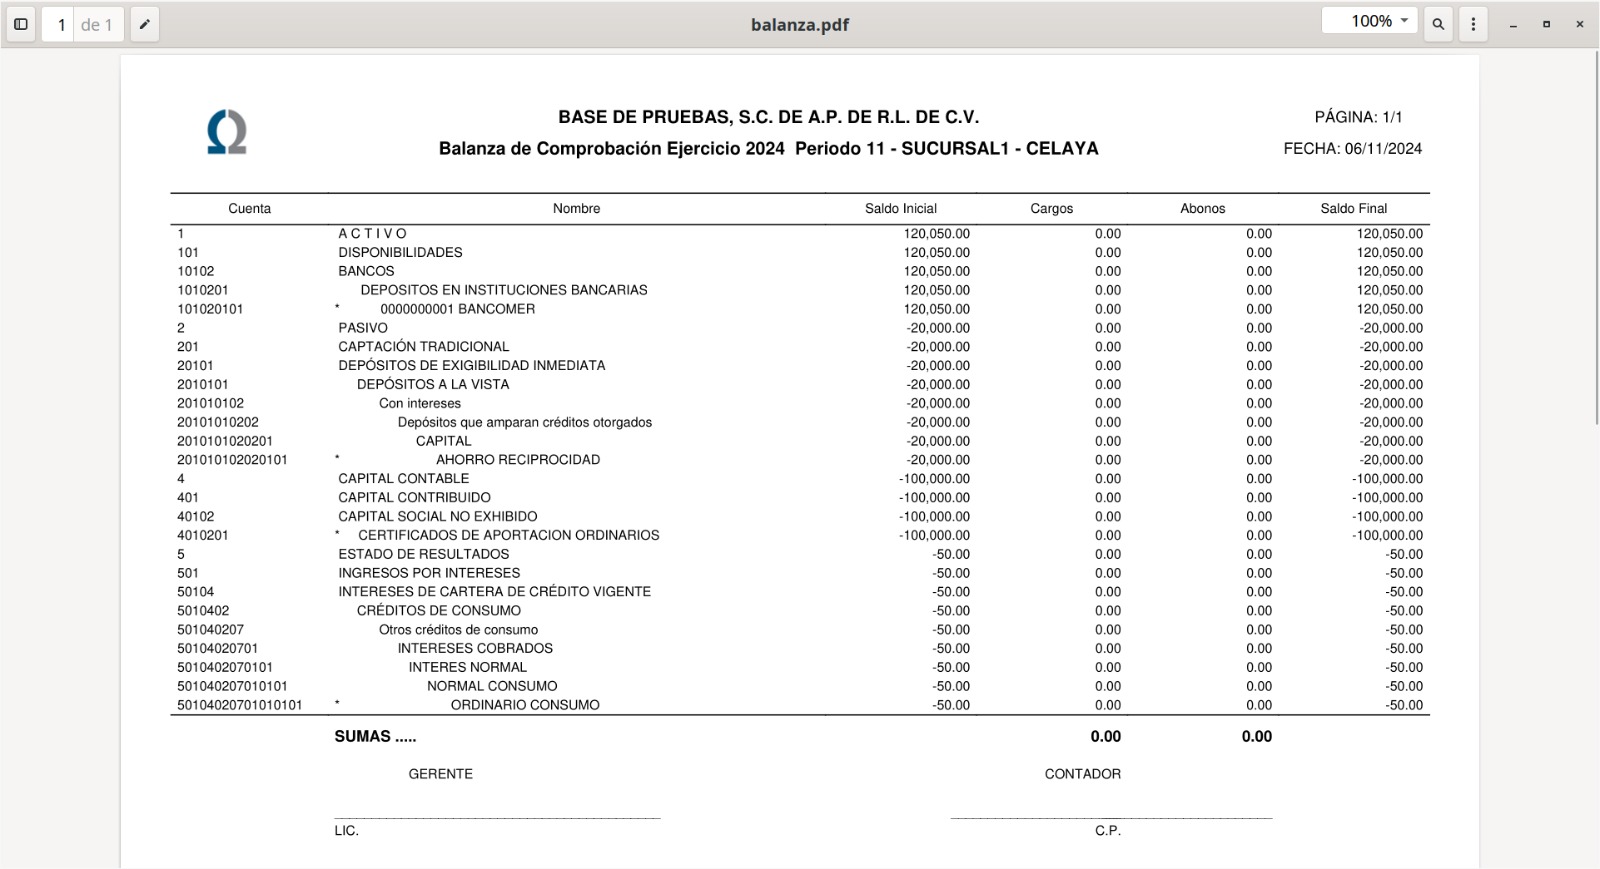 1 de 1 balanza.pdf 100%
BASE DE PRUEBAS, S.C. DE A.P. DE R.L. DE C.V. PÁGINA: 1/1
Balanza de Comprobación Ejercicio 2024 Periodo 11 - SUCURSAL1 - CELAYA FECHA: 06/11/2024
Cuenta Nombre Saldo Inicial Cargos Abonos Saldo Final
1 A C T I V O 120,050.00 0.00 0.00 120,050.00
101 DISPONIBILIDADES 120,050.00 0.00 0.00 120,050.00
10102 BANCOS 120,050.00 0.00 0.00 120,050.00
1010201 DEPOSITOS EN INSTITUCIONES BANCARIAS 120,050.00 0.00 0.00 120,050.00
101020101 * 0000000001 BANCOMER 120,050.00 0.00 0.00 120,050.00
2 PASIVO -20,000.00 0.00 0.00 -20,000.00
201 CAPTACIÓN TRADICIONAL -20,000.00 0.00 0.00 -20,000.00
20101 DEPÓSITOS DE EXIGIBILIDAD INMEDIATA -20,000.00 0.00 0.00 -20,000.00
2010101 DEPÓSITOS A LA VISTA -20,000.00 0.00 0.00 -20,000.00
201010102 Con intereses -20,000.00 0.00 0.00 -20,000.00
20101010202 Depósitos que amparan créditos otorgados -20,000.00 0.00 0.00 -20,000.00
2010101020201 CAPITAL -20,000.00 0.00 0.00 -20,000.00
201010102020101 * AHORRO RECIPROCIDAD -20,000.00 0.00 0.00 -20,000.00
4 CAPITAL CONTABLE -100,000.00 0.00 0.00 -100,000.00
401 CAPITAL CONTRIBUIDO -100,000.00 0.00 0.00 -100,000.00
40102 CAPITAL SOCIAL NO EXHIBIDO -100,000.00 0.00 0.00 -100,000.00
4010201 * CERTIFICADOS DE APORTACION ORDINARIOS -100,000.00 0.00 0.00 -100,000.00
5 ESTADO DE RESULTADOS -50.00 0.00 0.00 -50.00
501 INGRESOS POR INTERESES -50.00 0.00 0.00 -50.00
50104 INTERESES DE CARTERA DE CRÉDITO VIGENTE -50.00 0.00 0.00 -50.00
5010402 CRÉDITOS DE CONSUMO -50.00 0.00 0.00 -50.00
501040207 Otros créditos de consumo -50.00 0.00 0.00 -50.00
50104020701 INTERESES COBRADOS -50.00 0.00 0.00 -50.00
5010402070101 INTERES NORMAL -50.00 0.00 0.00 -50.00
501040207010101 NORMAL CONSUMO -50.00 0.00 0.00 -50.00
50104020701010101 * ORDINARIO CONSUMO -50.00 0.00 0.00 -50.00
SUMAS ..... 0.00 0.00
GERENTE CONTADOR
LIC. C.P.